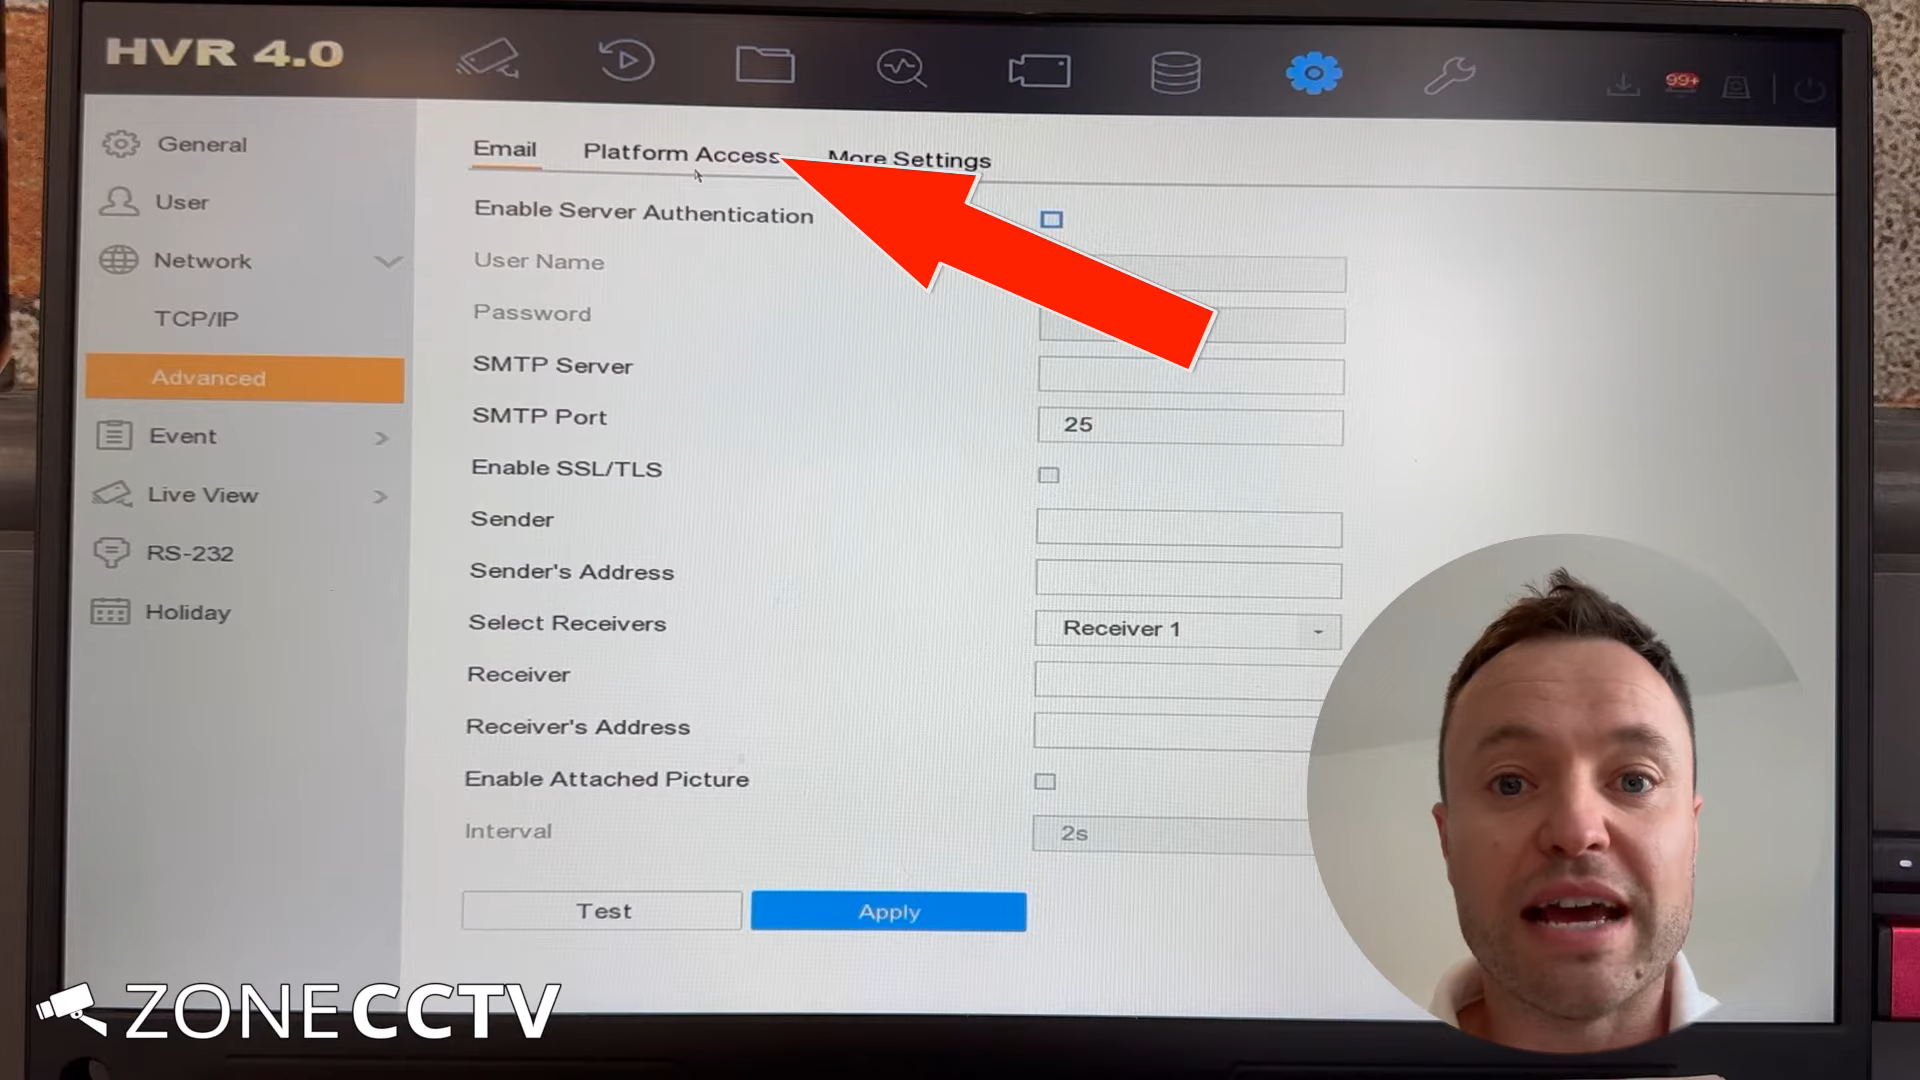 HVR 4.0
99+
General
User
Network
TCP/IP
Advanced
Event
Live View
RS-232
Holiday
Email Platform Access More Settings
Enable Server Authentication
User Name
Password
SMTP Server
SMTP Port 25
Enable SSL/TLS
Sender
Sender's Address
Select Receivers Receiver 1
Receiver
Receiver's Address
Enable Attached Picture
Interval 2s
Test Apply
ZONECCTV